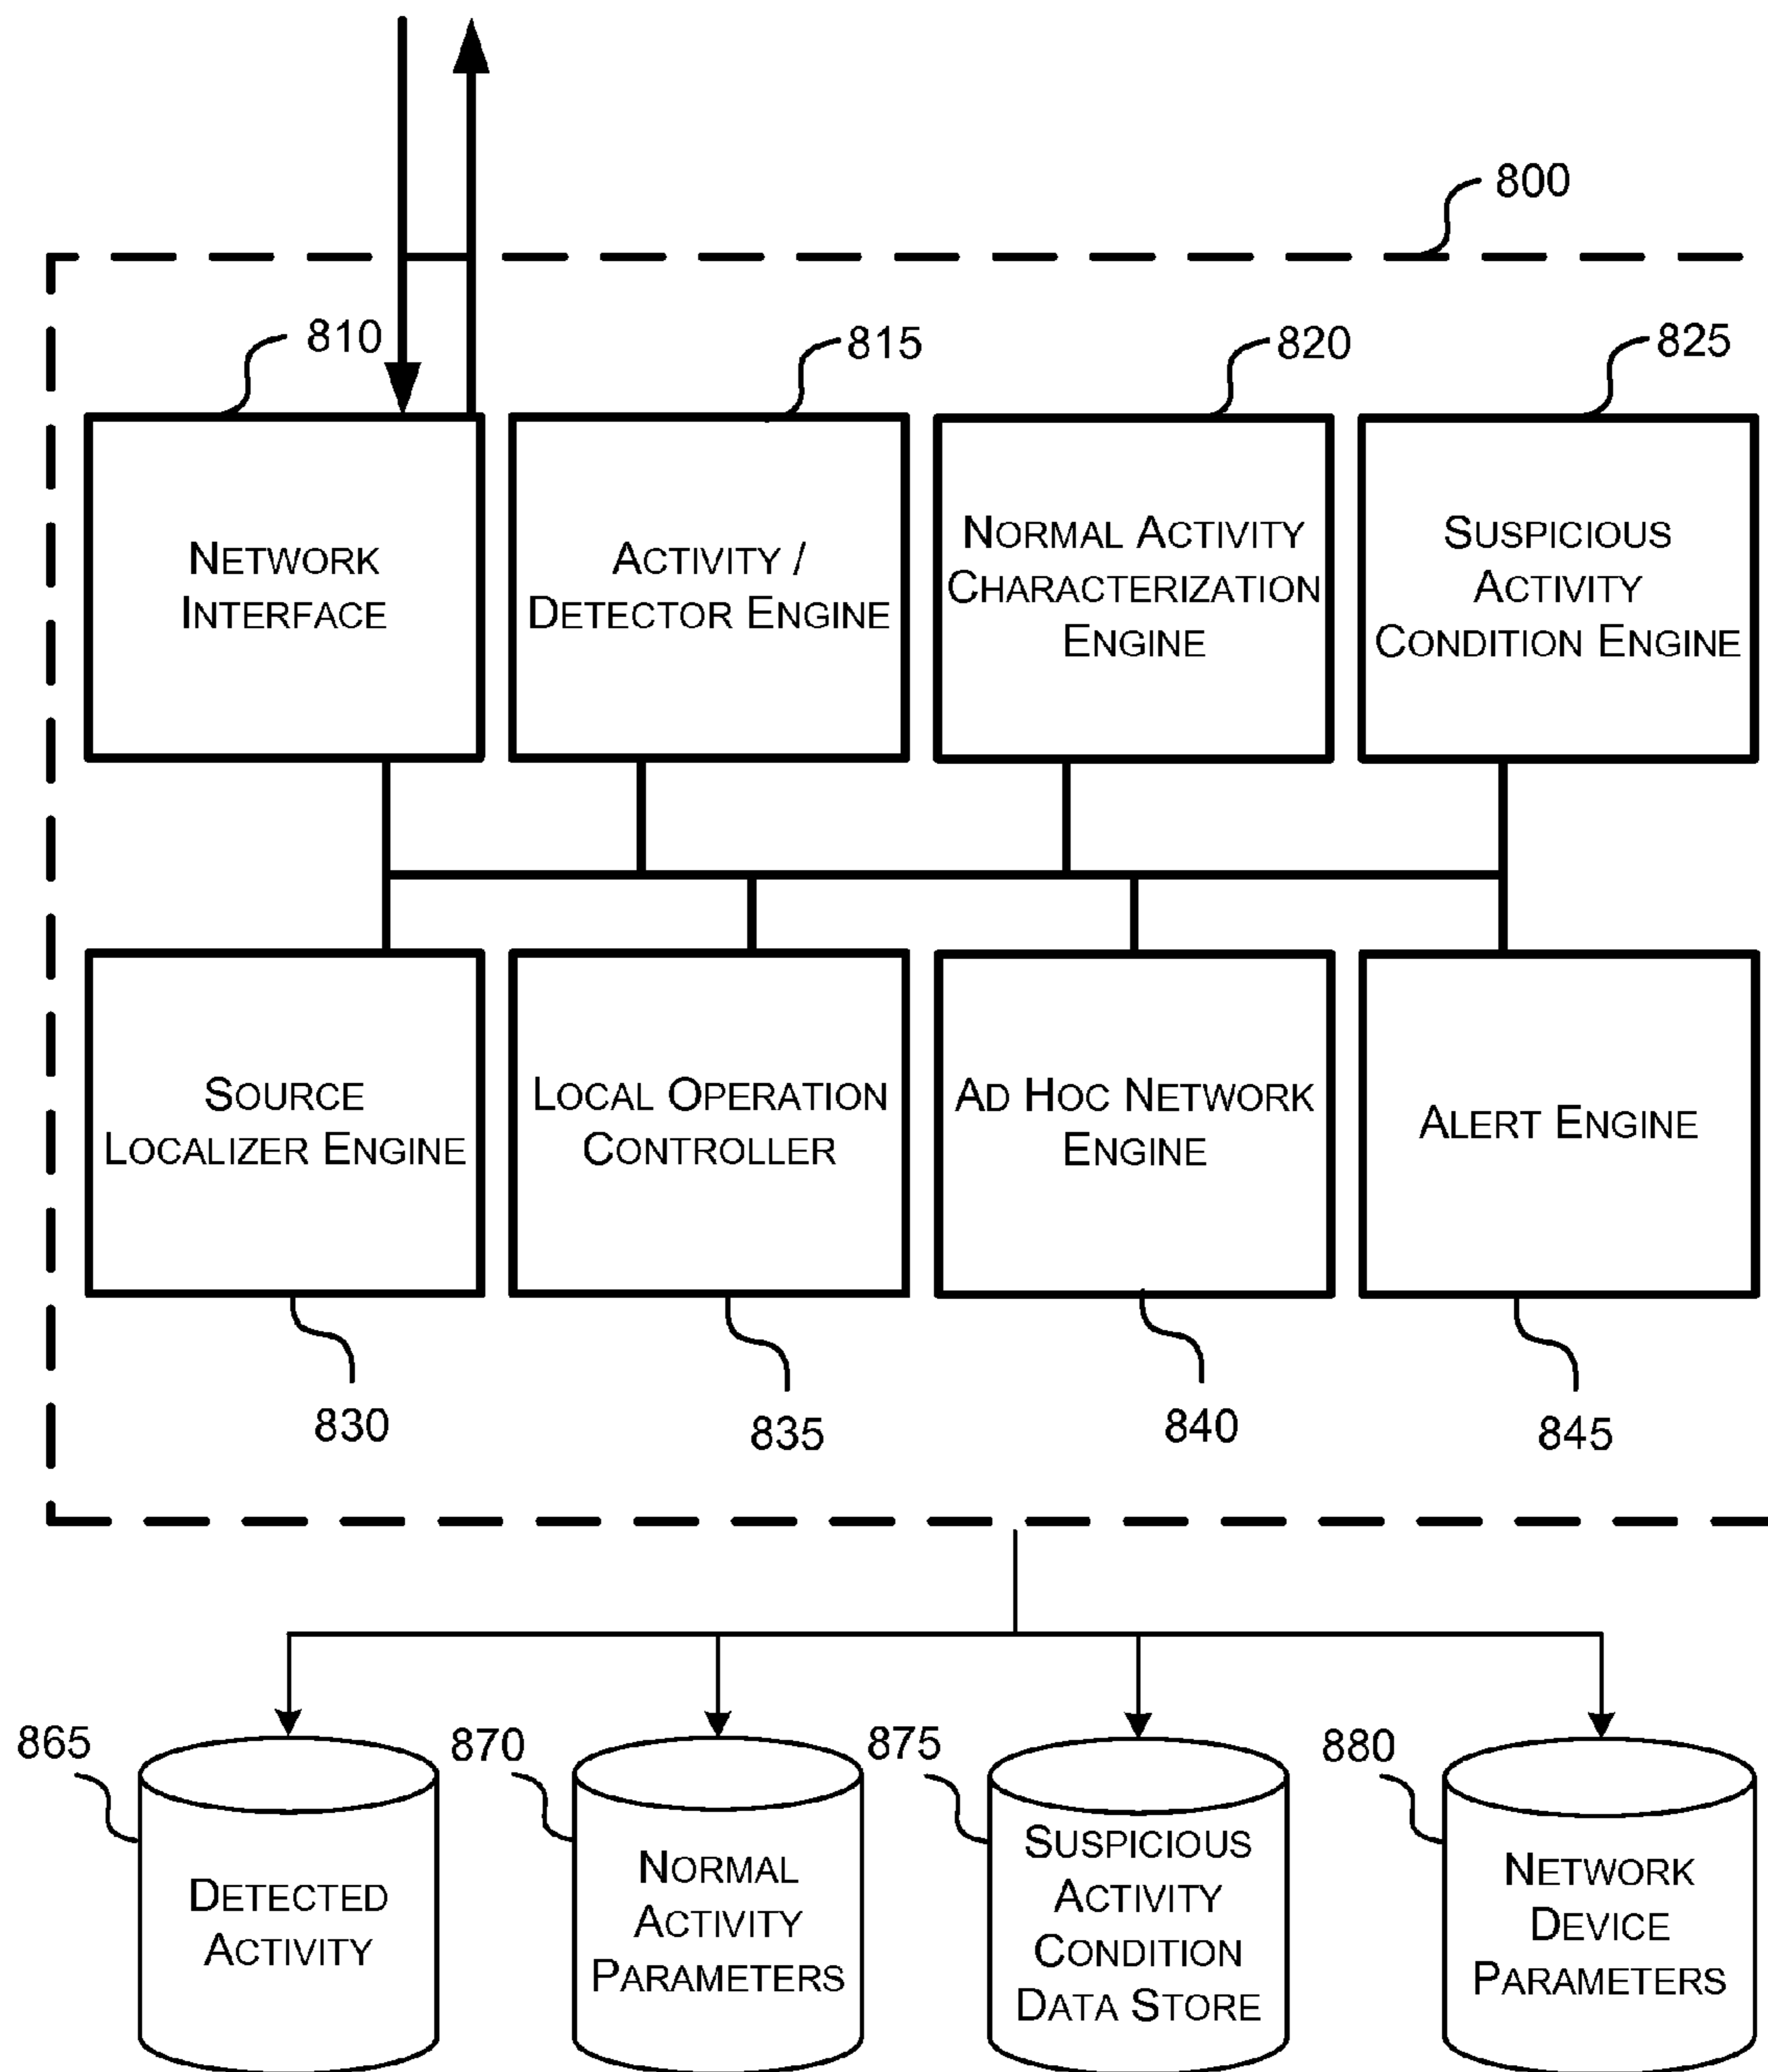 800
810
815
820
825
NETWORK
INTERFACE
ACTIVITY /
DETECTOR ENGINE
NORMAL ACTIVITY
CHARACTERIZATION
ENGINE
SUSPICIOUS
ACTIVITY
CONDITION ENGINE
SOURCE
LOCALIZER ENGINE
LOCAL OPERATION
CONTROLLER
AD HOC NETWORK
ENGINE
ALERT ENGINE
830
835
840
845
865
870
875
880
DETECTED
ACTIVITY
NORMAL
ACTIVITY
PARAMETERS
SUSPICIOUS
ACTIVITY
CONDITION
DATA STORE
NETWORK
DEVICE
PARAMETERS